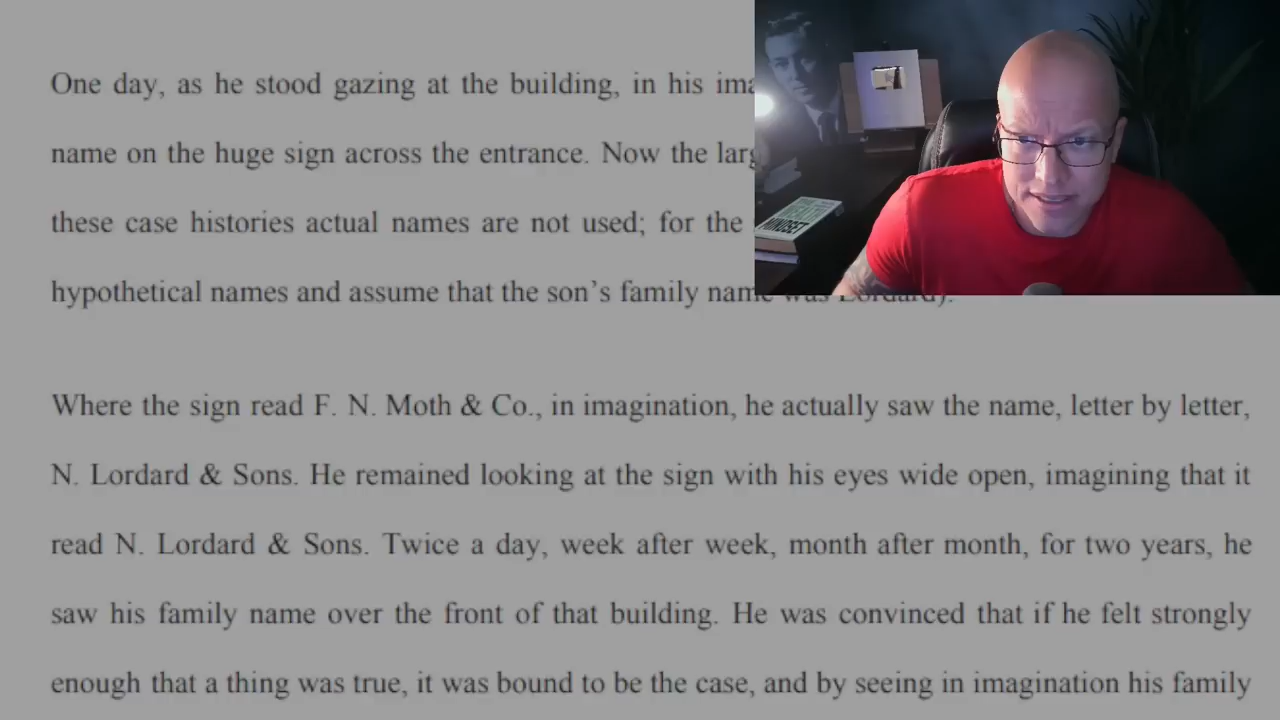 One day, as he stood gazing at the building, in his
name on the huge sign across the entrance. Now the
these case histories actual names are not used; for the
hypothetical names and assume that the son's family name was Lordard).
Where the sign read F. N. Moth & Co., in imagination, he actually saw the name, letter by letter,
N. Lordard & Sons. He remained looking at the sign with his eyes wide open, imagining that it
read N. Lordard & Sons. Twice a day, week after week, month after month, for two years, he
saw his family name over the front of that building. He was convinced that if he felt strongly
enough that a thing was true, it was bound to be the case, and by seeing in imagination his family
MINDSET